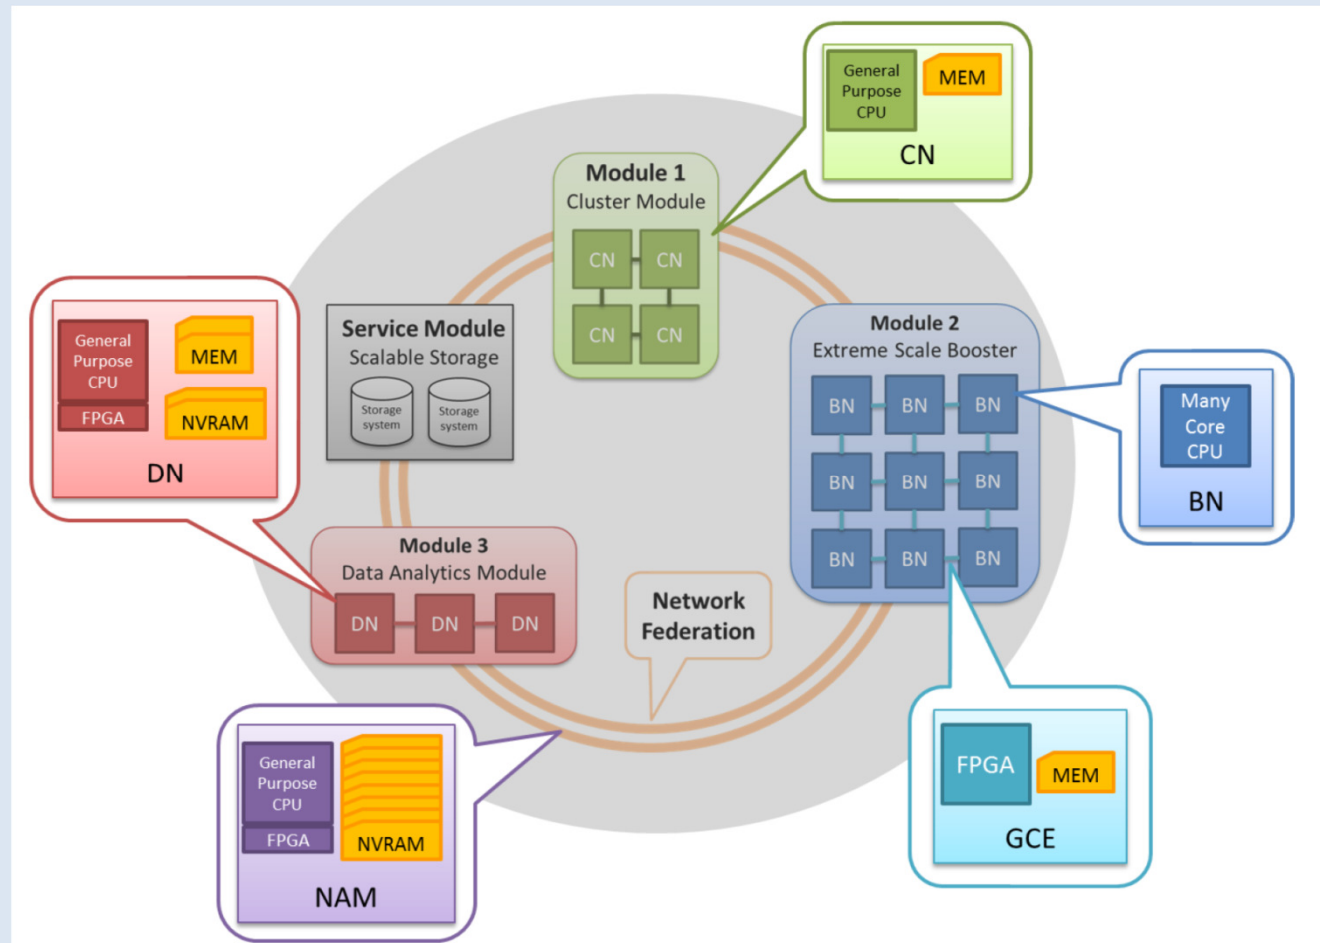 General
Purpose
CPU
MEM
CN
Module 1
Cluster Module
CN CN
CN CN
Service Module
Scalable Storage
Storage
system
Storage
system
Module 2
Extreme Scale Booster
BN BN BN
BN BN BN
BN BN BN
General
Purpose
CPU
FPGA
MEM
NVRAM
DN
Many
Core
CPU
BN
Module 3
Data Analytics Module
DN DN DN
Network
Federation
General
Purpose
CPU
FPGA
NVRAM
NAM
FPGA
MEM
GCE